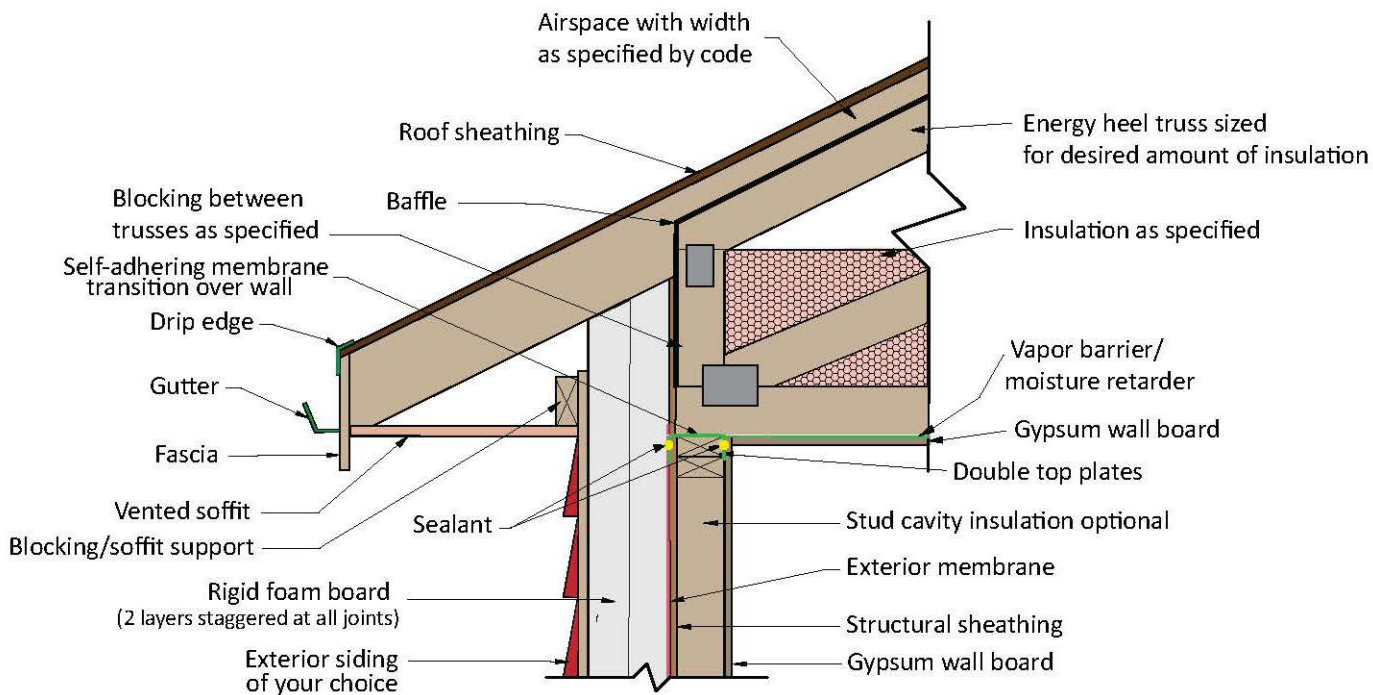 Airspace with width
as specified by code
Roof sheathing
Energy heel truss sized
for desired amount of insulation
Blocking between
trusses as specified
Baffle
Insulation as specified
Self-adhering membrane
transition over wall
Drip edge
Vapor barrier/
moisture retarder
Gutter
Gypsum wall board
Fascia
Double top plates
Vented soffit
Sealant
Stud cavity insulation optional
Blocking/soffit support
Exterior membrane
Rigid foam board
(2 layers staggered at all joints)
Structural sheathing
Exterior siding
of your choice
Gypsum wall board